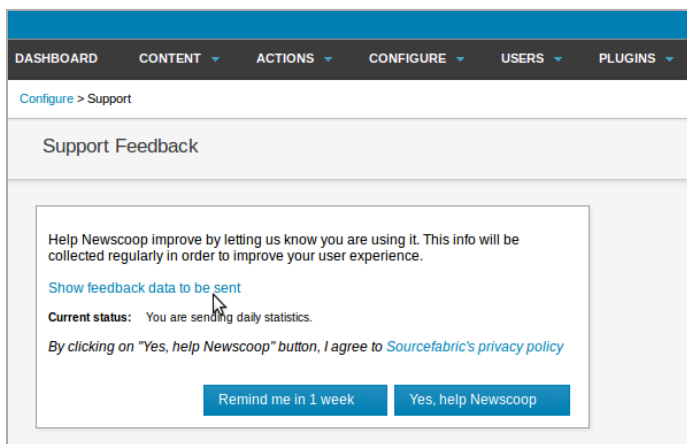 DASHBOARD CONTENT ACTIONS CONFIGURE USERS PLUGINS
Configure > Support
Support Feedback
Help Newscoop improve by letting us know you are using it. This info will be
collected regularly in order to improve your user experience.
Show feedback data to be sent
Current status: You are sending daily statistics.
By clicking on "Yes, help Newscoop" button, I agree to Sourcefabric's privacy policy
Remind me in 1 week Yes, help Newscoop